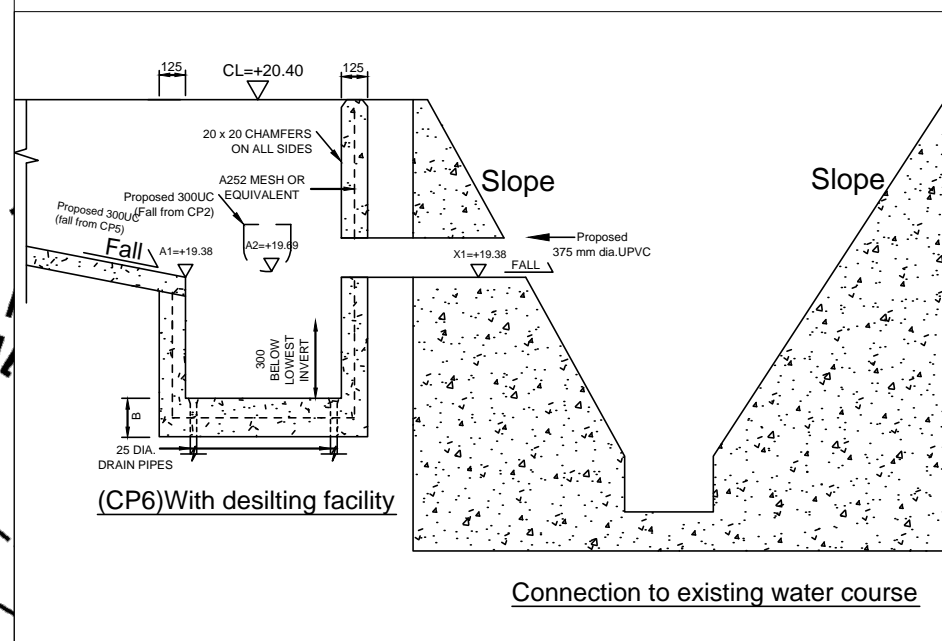 125
CL=+20.40
125
20 x 20 CHAMFERS
ON ALL SIDES
A252 MESH OR
EQUIVALENT
Slope
Slope
Proposed 300UC
(fall from CP5)
Proposed 300UC
(Fall from CP2)
Fall
A1=+19.38
A2=+19.69
X1=+19.38
FALL
Proposed
375 mm dia.UPVC
300
BELOW
LOWEST
INVERT
B
25 DIA.
DRAIN PIPES
(CP6)With desilting facility
Connection to existing water course